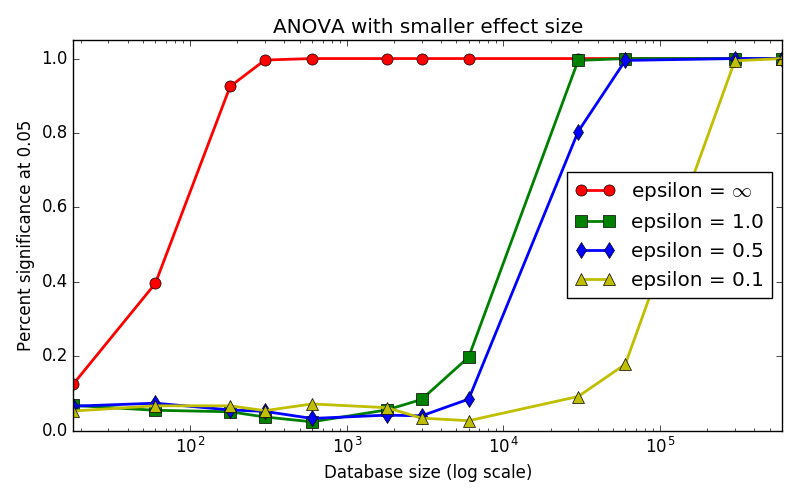 ANOVA with smaller effect size
Percent significance at 0.05
1.0
0.8
0.6
0.4
0.2
0.0
epsilon = ∞
epsilon = 1.0
epsilon = 0.5
epsilon = 0.1
10² 10³ 10⁴ 10⁵
Database size (log scale)